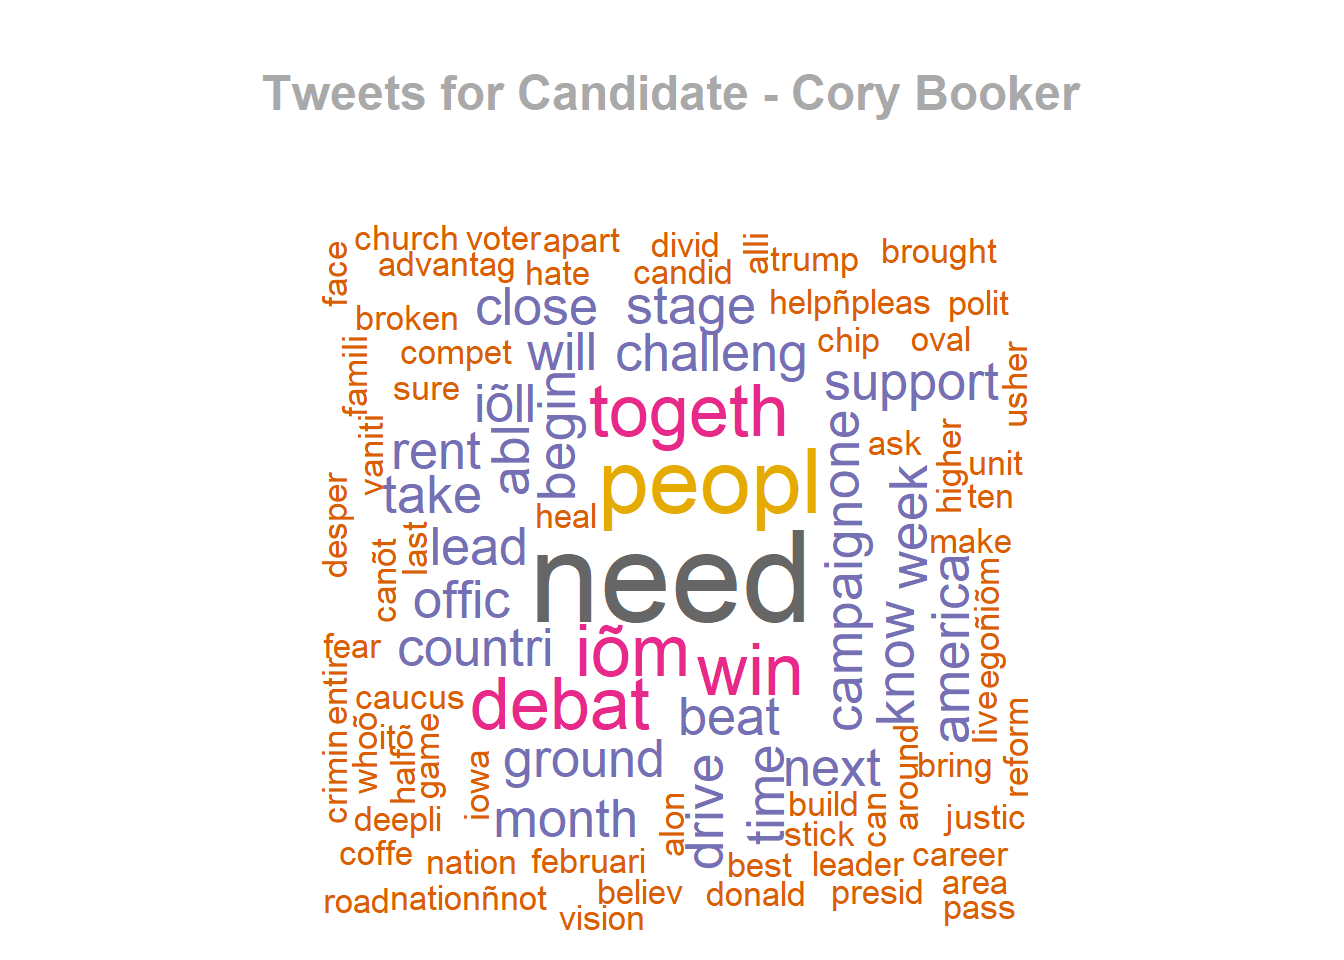 Tweets for Candidate - Cory Booker
church
voter
apart
divid
alli
trump
brought
face
advantag
hate
candid
close
stage
helpñpleas
polit
broken
famili
compet
will
challeng
chip
oval
usher
sure
iõll
begin
togeth
support
vaniti
rent
abl
campaignone
ask
higher
unit
take
peopl
week
ten
desper
heal
last
canõt
lead
need
make
offic
know
america
egoñiõm
fear
countri
iõm
win
entir
caucus
debat
beat
live
whoõ
itõ
halfõ
game
crimin
ground
iowa
drive
time
next
around
bring
reform
deepli
month
alon
build
stick
can
justic
coffe
nation
februari
best
leader
career
road
nationñnot
believ
donald
presid
area
vision
pass